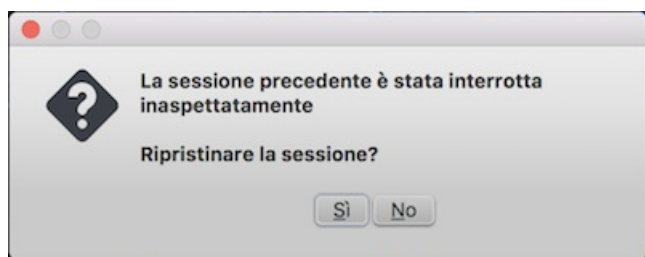 La sessione precedente è stata interrotta
inaspettatamente
Ripristinare la sessione?
Sì No